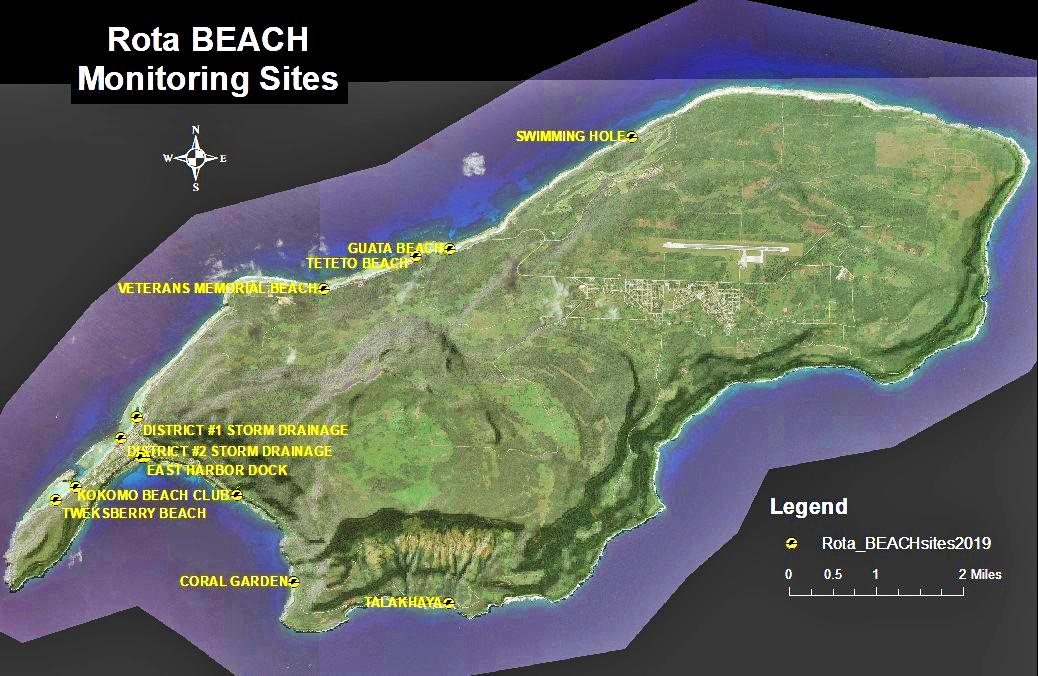 Rota BEACH
Monitoring Sites
N
W E
S
SWIMMING HOLE
GUATA BEACH
TETETO BEACH
VETERANS MEMORIAL BEACH
DISTRICT #1 STORM DRAINAGE
DISTRICT #2 STORM DRAINAGE
EAST HARBOR DOCK
KOKOMO BEACH CLUB
TWEKSBERRY BEACH
CORAL GARDEN
TALAKHAYA
Legend
Rota_BEACHsites2019
0 0.5 1 2 Miles